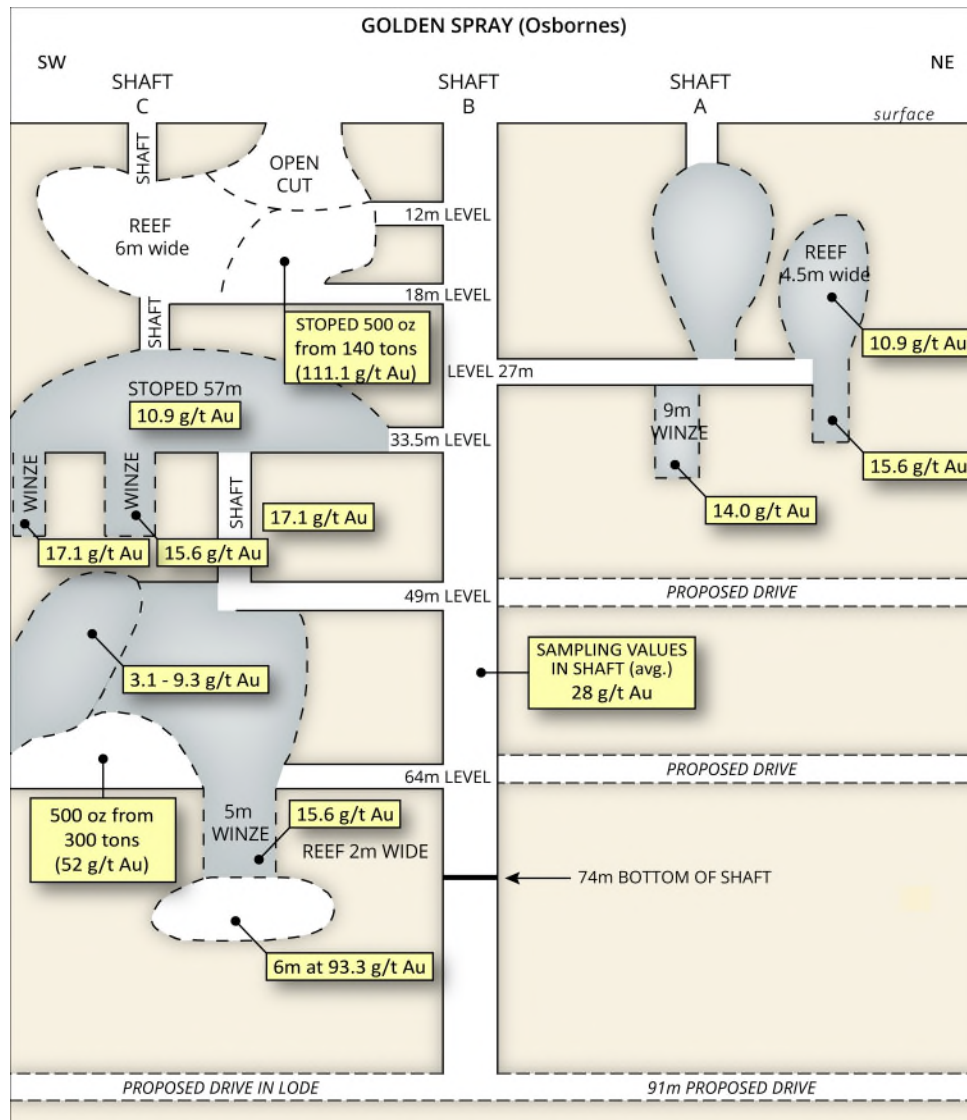 GOLDEN SPRAY (Osbornes)
SW
NE
SHAFT
C
SHAFT
B
SHAFT
A
surface
SHAFT
OPEN
CUT
12m LEVEL
REEF
6m wide
REEF
4.5m wide
18m LEVEL
SHAFT
STOPED 500 oz
from 140 tons
(111.1 g/t Au)
10.9 g/t Au
LEVEL 27m
STOPED 57m
10.9 g/t Au
9m
WINZE
33.5m LEVEL
15.6 g/t Au
WINZE
WINZE
SHAFT
17.1 g/t Au
14.0 g/t Au
17.1 g/t Au
15.6 g/t Au
49m LEVEL
PROPOSED DRIVE
SAMPLING VALUES
IN SHAFT (avg.)
28 g/t Au
3.1 - 9.3 g/t Au
64m LEVEL
PROPOSED DRIVE
500 oz from
300 tons
(52 g/t Au)
5m
WINZE
15.6 g/t Au
REEF 2m WIDE
74m BOTTOM OF SHAFT
6m at 93.3 g/t Au
PROPOSED DRIVE IN LODE
91m PROPOSED DRIVE